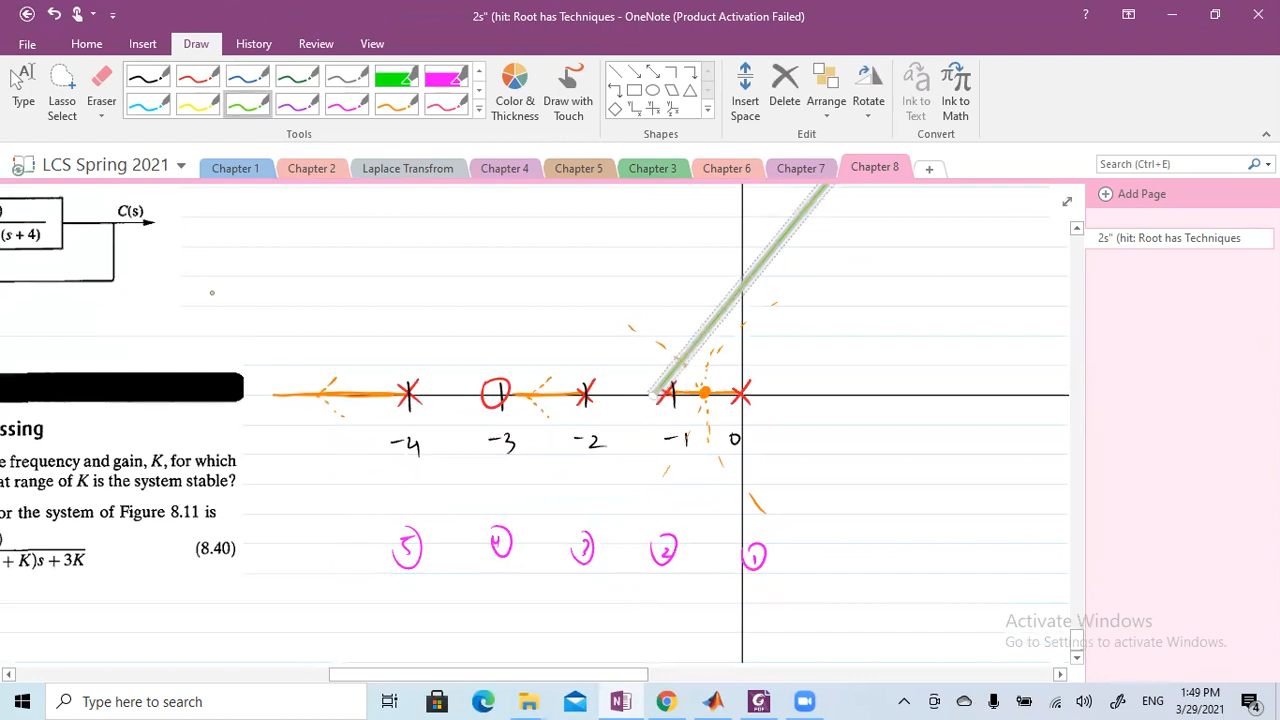 2s" (hit: Root has Techniques - OneNote (Product Activation Failed)
File Home Insert Draw History Review View
Type
Lasso Select
Eraser
Color & Thickness
Draw with Touch
Insert Space
Delete
Arrange
Rotate
Ink to Text
Ink to Math
Tools
Shapes
Edit
Convert
LCS Spring 2021
Chapter 1
Chapter 2
Laplace Transfrom
Chapter 4
Chapter 5
Chapter 3
Chapter 6
Chapter 7
Chapter 8
Search (Ctrl+E)
Add Page
2s" (hit: Root has Techniques
)
(s + 4)
C(s)
-4 -3 -2 -1 0
5 4 3 2 1
ssing
e frequency and gain, K, for which
at range of K is the system stable?
or the system of Figure 8.11 is
)
+ K)s + 3K
(8.40)
Activate Windows
Go to Settings to activate Windows.
Type here to search
ENG
1:49 PM
3/29/2021
4